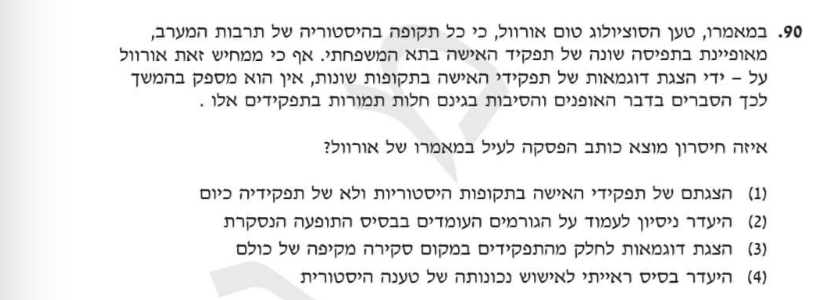 90. במאמרו, טען הסוציולוג טום אורוול, כי כל תקופה בהיסטוריה של תרבות המערב,
מאופיינת בתפיסה שונה של תפקיד האישה בתא המשפחתי. אף כי ממחיש זאת אורוול
על – ידי הצגת דוגמאות של תפקידי האישה בתקופות שונות, אין הוא מספק בהמשך
לכך הסברים בדבר האופנים והסיבות בגינם חלות תמורות בתפקידים אלו .
איזה חיסרון מוצא כותב הפסקה לעיל במאמרו של אורוול?
(1) הצגתם של תפקידי האישה בתקופות היסטוריות ולא של תפקידיה כיום
(2) היעדר ניסיון לעמוד על הגורמים העומדים בבסיס התופעה הנסקרת
(3) הצגת דוגמאות לחלק מהתפקידים במקום סקירה מקיפה של כולם
(4) היעדר בסיס ראייתי לאישוש נכונותה של טענה היסטורית